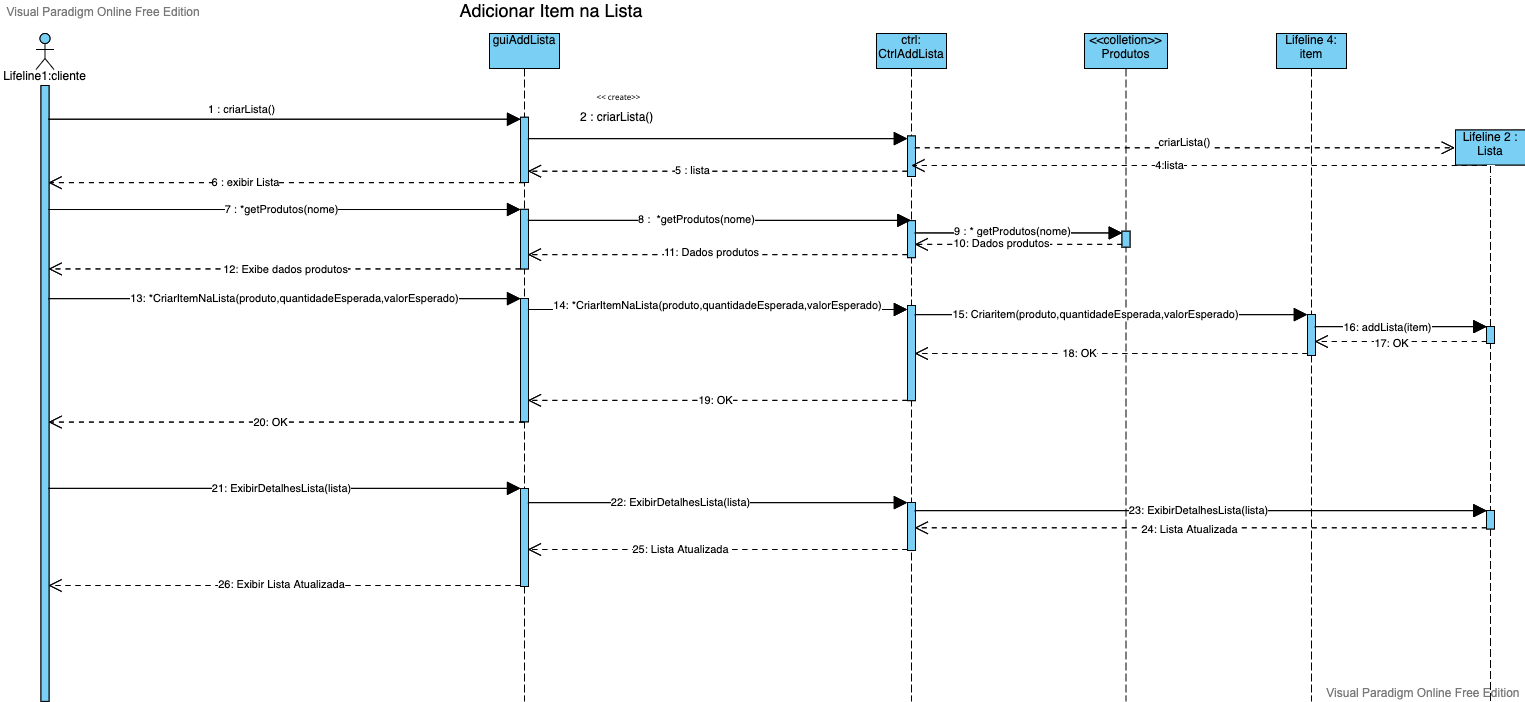 Visual Paradigm Online Free Edition
Adicionar Item na Lista
Lifeline1:cliente
guiAddLista
ctrl:
CtrlAddLista
<<colletion>>
Produtos
Lifeline 4:
item
<< create>>
1 : criarLista()
2 : criarLista()
criarLista()
Lifeline 2 :
Lista
4:lista
5 : lista
6 : exibir Lista
7 : *getProdutos(nome)
8 : *getProdutos(nome)
9 : * getProdutos(nome)
10: Dados produtos
11: Dados produtos
12: Exibe dados produtos
13: *CriarItemNaLista(produto,quantidadeEsperada,valorEsperado)
14: *CriarItemNaLista(produto,quantidadeEsperada,valorEsperado)
15: Criaritem(produto,quantidadeEsperada,valorEsperado)
16: addLista(item)
17: OK
18: OK
19: OK
20: OK
21: ExibirDetalhesLista(lista)
22: ExibirDetalhesLista(lista)
23: ExibirDetalhesLista(lista)
24: Lista Atualizada
25: Lista Atualizada
26: Exibir Lista Atualizada
Visual Paradigm Online Free Edition